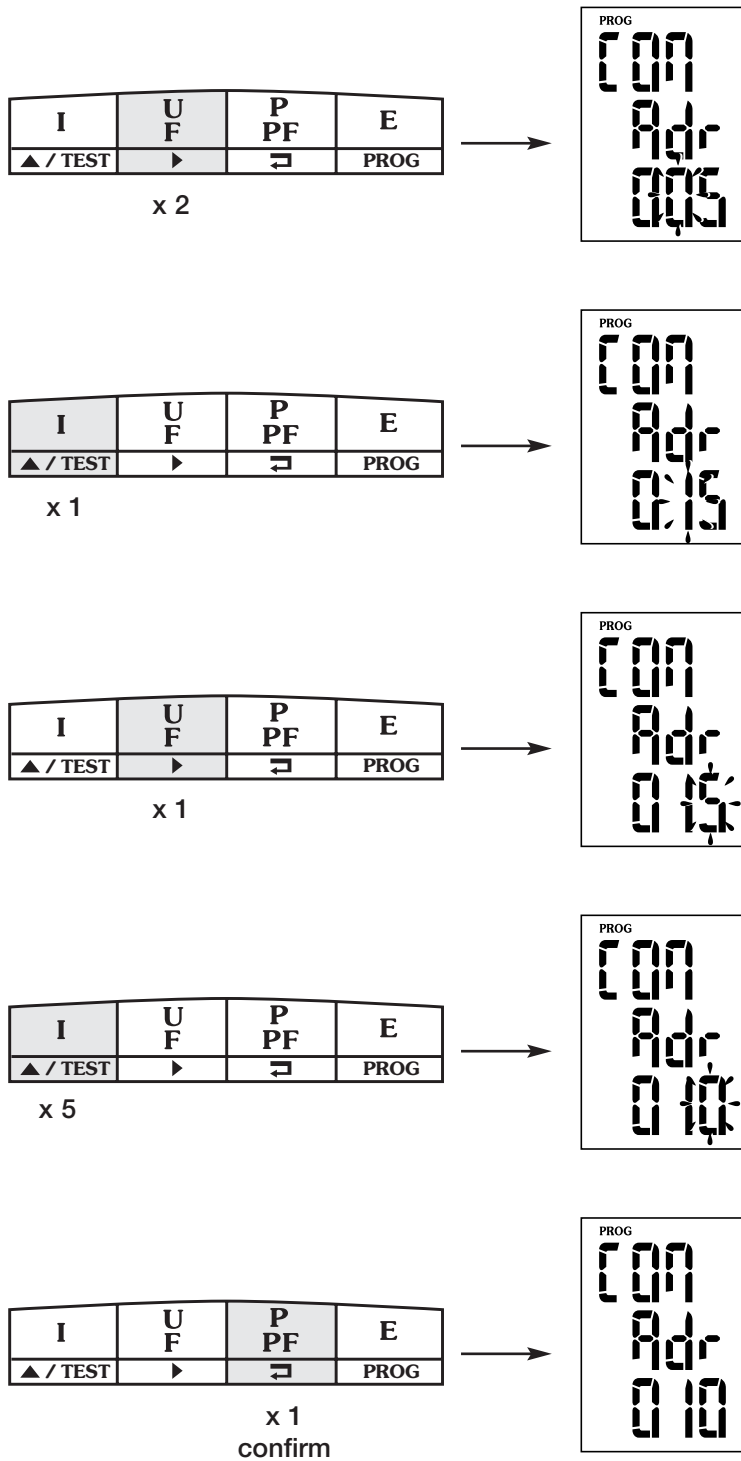 PROG
COM
Adr
005
I U F P PF E
▲ / TEST PROG
x 2
PROG
COM
Adr
015
I U F P PF E
▲ / TEST PROG
x 1
PROG
COM
Adr
015
I U F P PF E
▲ / TEST PROG
x 1
PROG
COM
Adr
010
I U F P PF E
▲ / TEST PROG
x 5
PROG
COM
Adr
010
I U F P PF E
▲ / TEST PROG
x 1
confirm